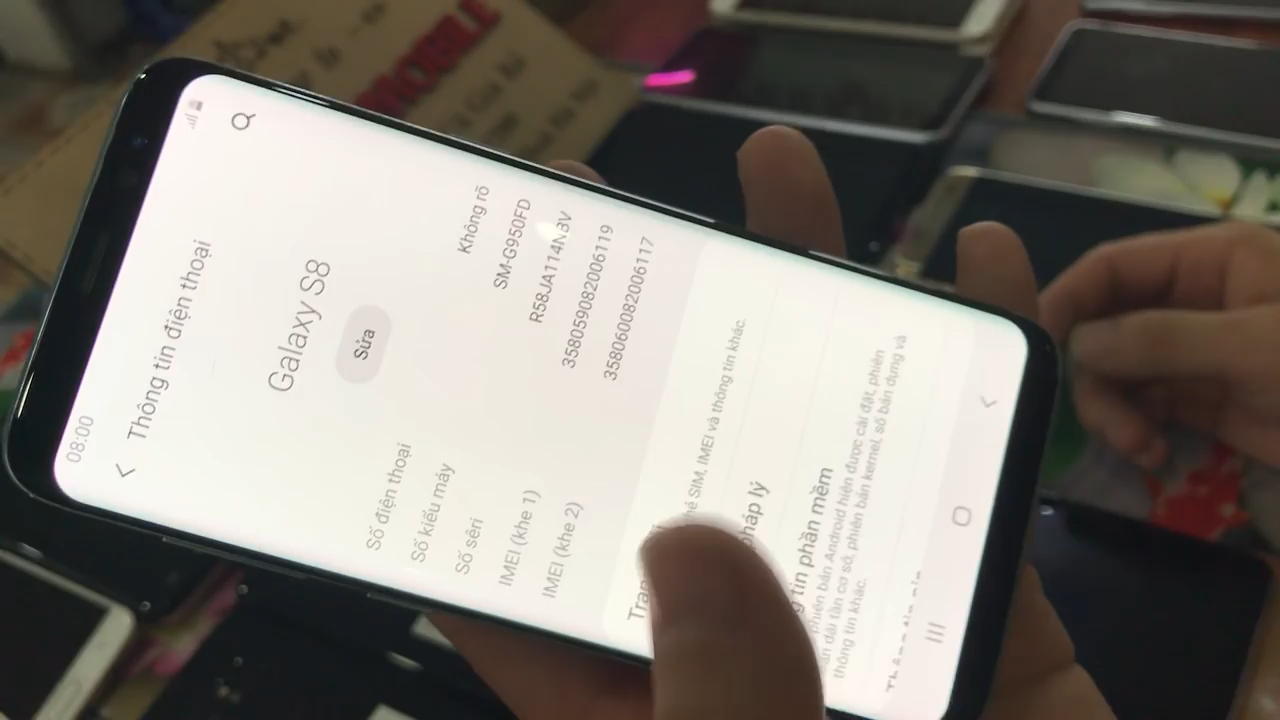 MOBILE
08:00
Thông tin điện thoại
Galaxy S8
Sửa
Số điện thoại Không rõ
Số kiểu máy SM-G950FD
Số sêri R58JA114N3V
IMEI (khe 1) 358059082006119
IMEI (khe 2) 358060082006117
SIM, IMEI và thông tin khác.
pháp lý
tin phần mềm
phiên bản Android hiện được cài đặt, phiên
dải tần cơ sở, phiên bản kernel, số bản dựng và
thông tin khác.